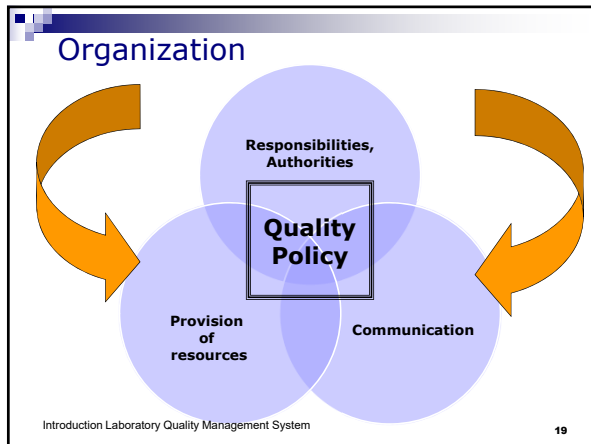 Organization
Responsibilities,
Authorities
Quality
Policy
Provision
of
resources
Communication
Introduction Laboratory Quality Management System
19